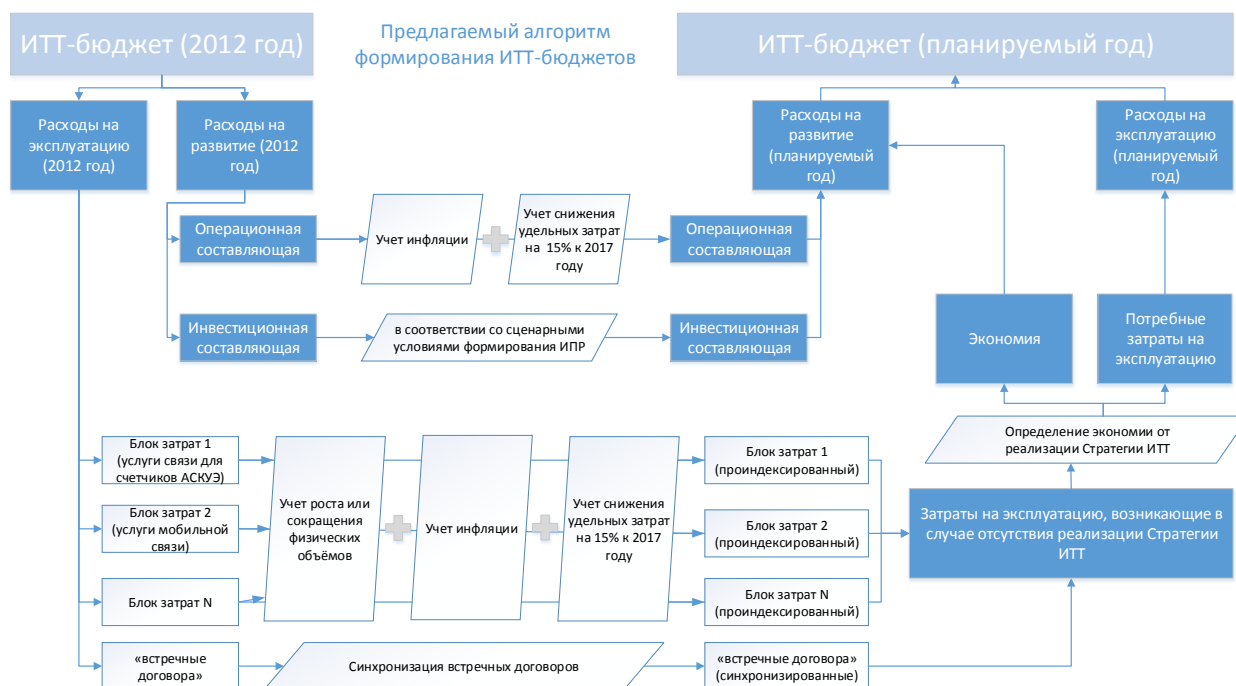 ИТТ-бюджет (2012 год)
Предлагаемый алгоритм
формирования ИТТ-бюджетов
ИТТ-бюджет (планируемый год)
Расходы на
эксплуатацию
(2012 год)
Расходы на
развитие (2012
год)
Расходы на
развитие
(планируемый
год)
Расходы на
эксплуатацию
(планируемый
год)
Операционная
составляющая
Учет инфляции
Учет снижения
удельных затрат
на 15% к 2017
году
Операционная
составляющая
Инвестиционная
составляющая
в соответствии со сценарными
условиями формирования ИПР
Инвестиционная
составляющая
Экономия
Потребные
затраты на
эксплуатацию
Определение экономии от
реализации Стратегии ИТТ
Блок затрат 1
(услуги связи для
счетчиков АСКУЭ)
Блок затрат 2
(услуги мобильной
связи)
Блок затрат N
Учет роста или
сокращения
физических
объёмов
Учет инфляции
Учет снижения
удельных затрат
на 15% к 2017
году
Блок затрат 1
(проиндексированный)
Блок затрат 2
(проиндексированный)
Блок затрат N
(проиндексированный)
Затраты на эксплуатацию, возникающие в
случае отсутствия реализации Стратегии
ИТТ
«встречные
договора»
Синхронизация встречных договоров
«встречные договора»
(синхронизированные)